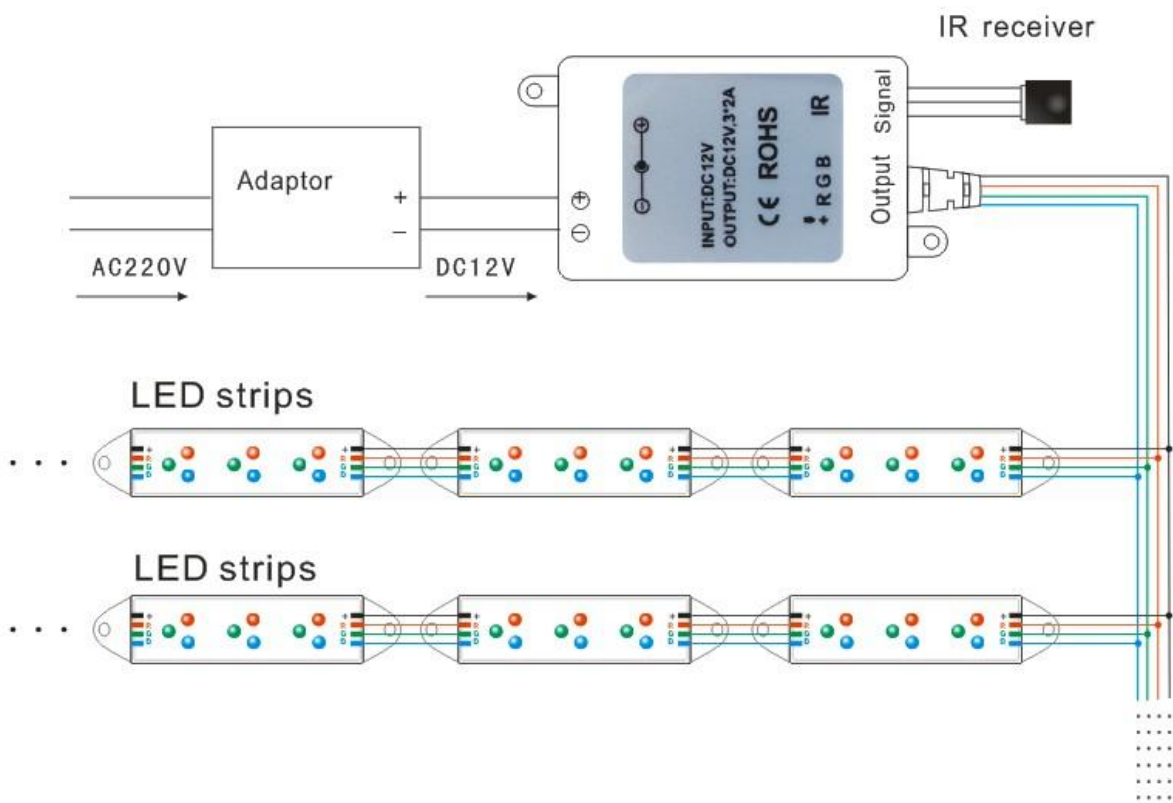 IR receiver
Signal
Output
INPUT:DC12V
OUTPUT:DC12V,3*2A
CE ROHS
+ R G B IR
Adaptor
+
−
+
−
AC220V
DC12V
LED strips
+ R G D
+ R G D
+ R G D
+ R G D
+ R G D
+ R G D
LED strips
+ R G D
+ R G D
+ R G D
+ R G D
+ R G D
+ R G D